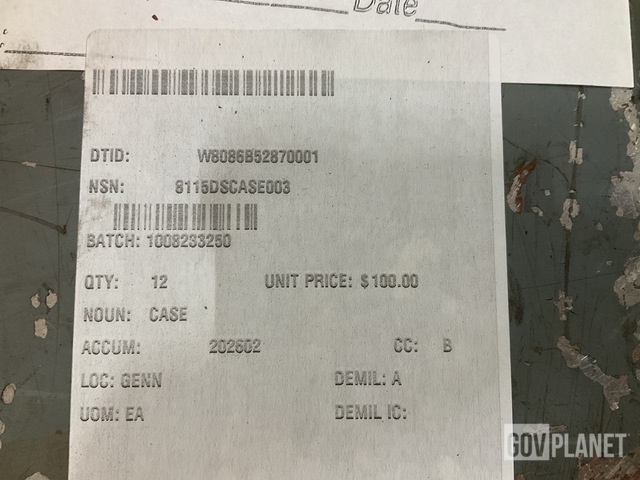 Date
DTID: W8086B52870001
NSN: 8115DSCASE003
BATCH: 1008233250
QTY: 12 UNIT PRICE: $100.00
NOUN: CASE
ACCUM: 202602 CC: B
LOC: GENN DEMIL: A
UOM: EA DEMIL IC:
GOVPLANET